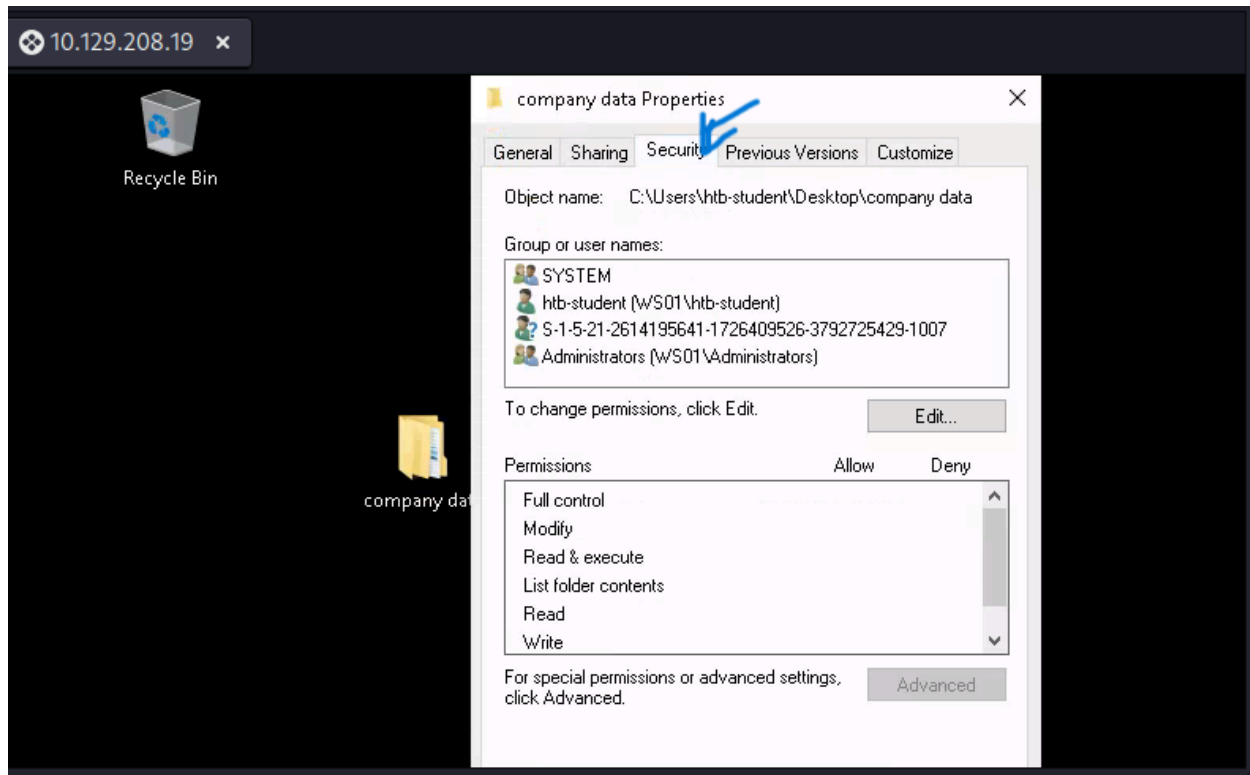 10.129.208.19 ×
Recycle Bin
company data Properties
General Sharing Security Previous Versions Customize
Object name: C:\Users\htb-student\Desktop\company data
Group or user names:
SYSTEM
htb-student (WS01\htb-student)
S-1-5-21-2614195641-1726409526-3792725429-1007
Administrators (WS01\Administrators)
To change permissions, click Edit.
Edit...
Permissions Allow Deny
Full control
Modify
Read & execute
List folder contents
Read
Write
company dat
For special permissions or advanced settings,
click Advanced.
Advanced